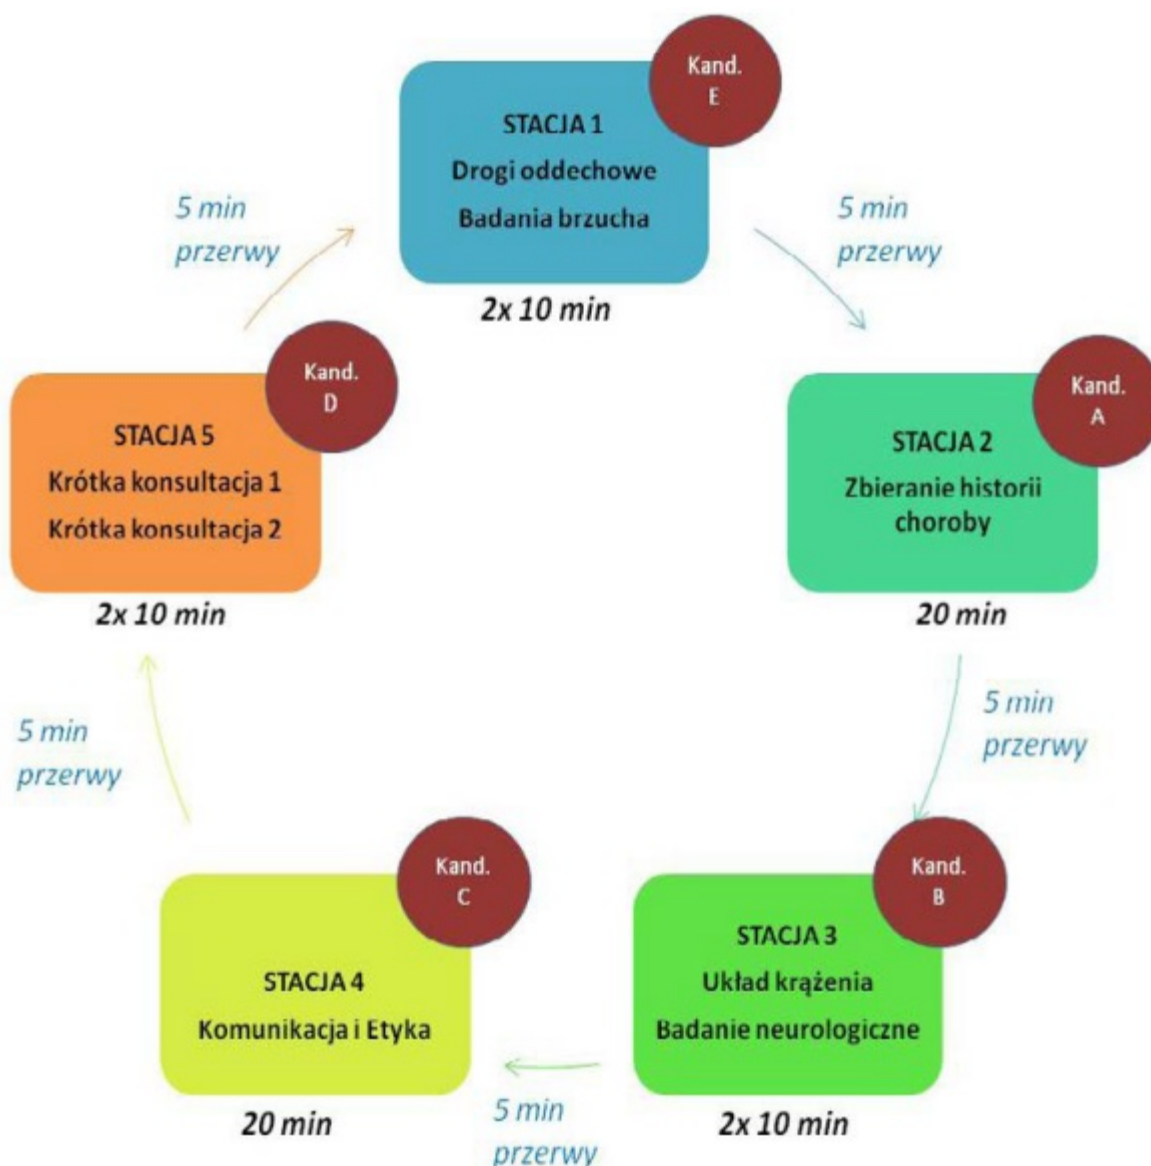 Kand.
E
STACJA 1
Drogi oddechowe
Badania brzucha
2x 10 min
5 min
przerwy
Kand.
A
STACJA 2
Zbieranie historii
choroby
20 min
5 min
przerwy
Kand.
B
STACJA 3
Układ krążenia
Badanie neurologiczne
2x 10 min
5 min
przerwy
Kand.
C
STACJA 4
Komunikacja i Etyka
20 min
5 min
przerwy
Kand.
D
STACJA 5
Krótka konsultacja 1
Krótka konsultacja 2
2x 10 min
5 min
przerwy